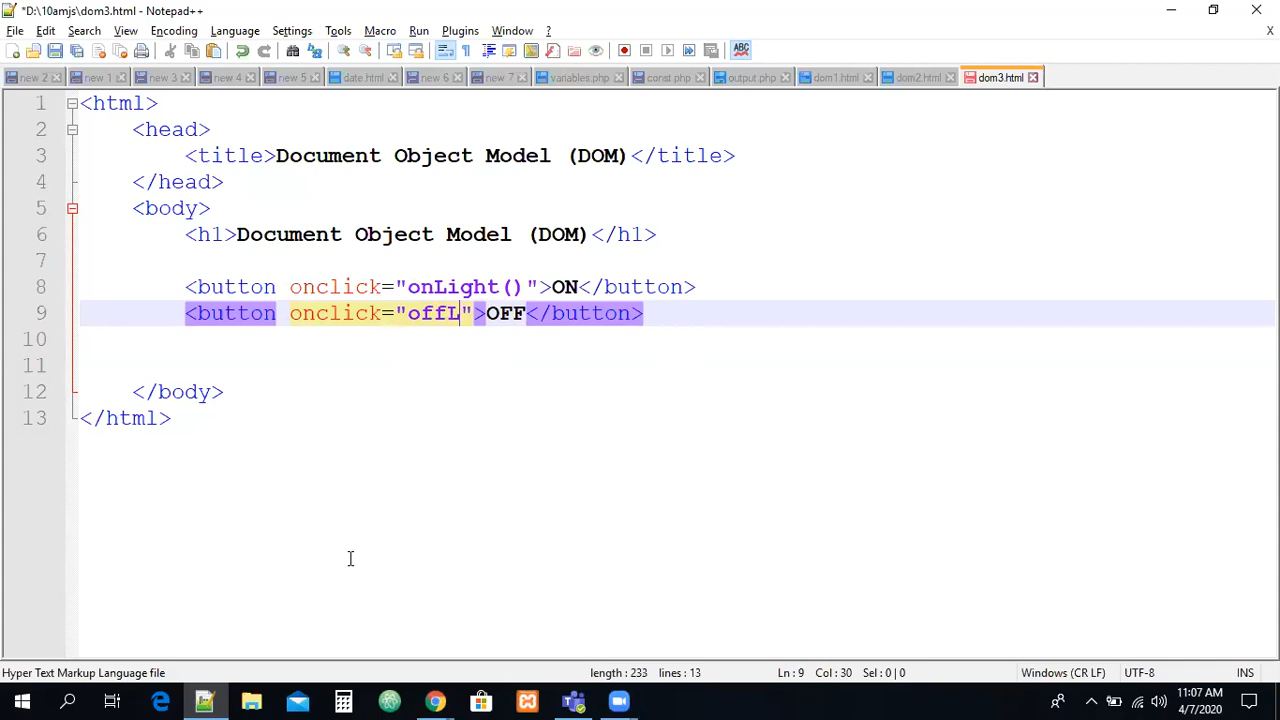 *D:\10amjs\dom3.html - Notepad++
File Edit Search View Encoding Language Settings Tools Macro Run Plugins Window ? X
ABC
new 2 new 1 new 3 new 4 new 5 date.html new 6 new 7 variables.php const.php output.php dom1.html dom2.html dom3.html
1 <html>
2 <head>
3 <title>Document Object Model (DOM)</title>
4 </head>
5 <body>
6 <h1>Document Object Model (DOM)</h1>
7
8 <button onclick="onLight()">ON</button>
9 <button onclick="offL">OFF</button>
10
11
12 </body>
13 </html>
Hyper Text Markup Language file length : 233 lines : 13 Ln : 9 Col : 30 Sel : 0 | 0 Windows (CR LF) UTF-8 INS
11:07 AM
4/7/2020